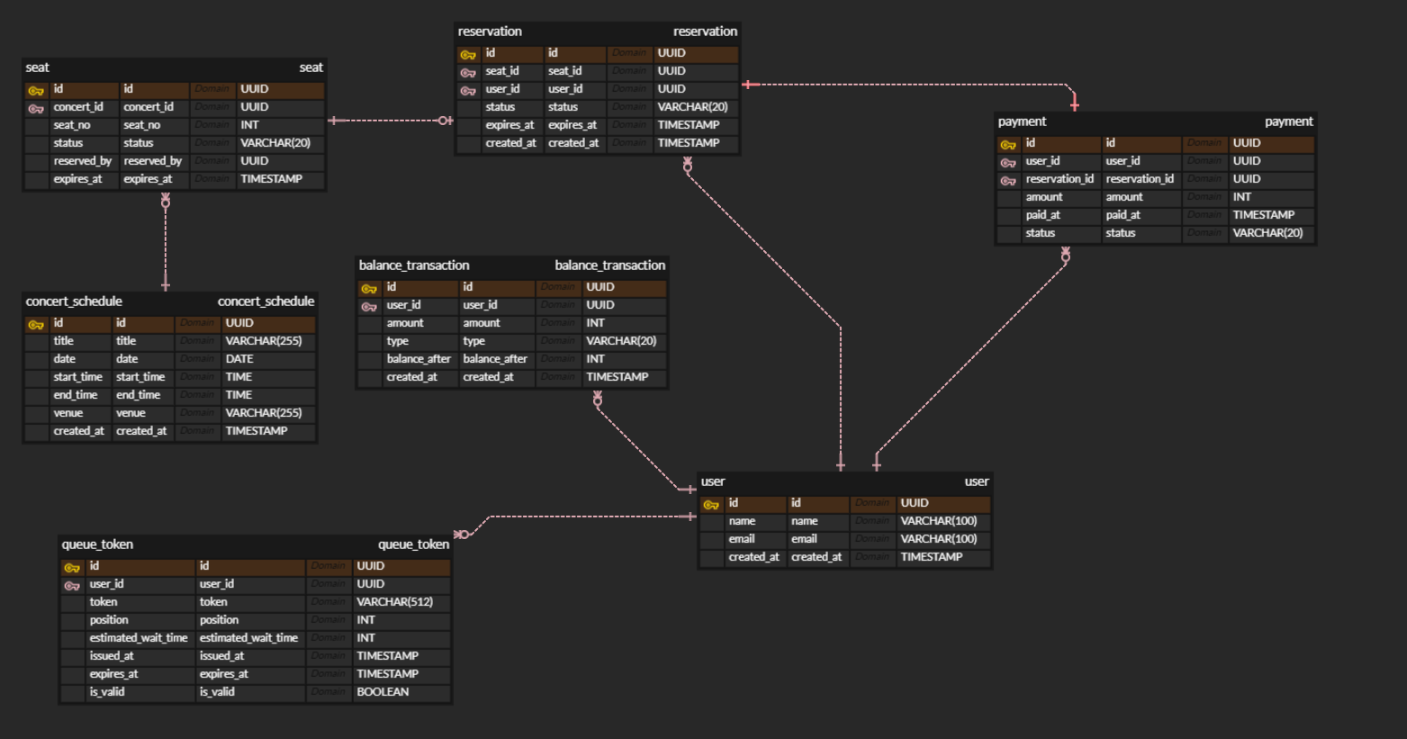 reservation reservation
id id Domain UUID
seat_id seat_id Domain UUID
user_id user_id Domain UUID
status status Domain VARCHAR(20)
expires_at expires_at Domain TIMESTAMP
created_at created_at Domain TIMESTAMP
seat seat
id id Domain UUID
concert_id concert_id Domain UUID
seat_no seat_no Domain INT
status status Domain VARCHAR(20)
reserved_by reserved_by Domain UUID
expires_at expires_at Domain TIMESTAMP
payment payment
id id Domain UUID
user_id user_id Domain UUID
reservation_id reservation_id Domain UUID
amount amount Domain INT
paid_at paid_at Domain TIMESTAMP
status status Domain VARCHAR(20)
balance_transaction balance_transaction
id id Domain UUID
user_id user_id Domain UUID
amount amount Domain INT
type type Domain VARCHAR(20)
balance_after balance_after Domain INT
created_at created_at Domain TIMESTAMP
concert_schedule concert_schedule
id id Domain UUID
title title Domain VARCHAR(255)
date date Domain DATE
start_time start_time Domain TIME
end_time end_time Domain TIME
venue venue Domain VARCHAR(255)
created_at created_at Domain TIMESTAMP
user user
id id Domain UUID
name name Domain VARCHAR(100)
email email Domain VARCHAR(100)
created_at created_at Domain TIMESTAMP
queue_token queue_token
id id Domain UUID
user_id user_id Domain UUID
token token Domain VARCHAR(512)
position position Domain INT
estimated_wait_time estimated_wait_time Domain INT
issued_at issued_at Domain TIMESTAMP
expires_at expires_at Domain TIMESTAMP
is_valid is_valid Domain BOOLEAN